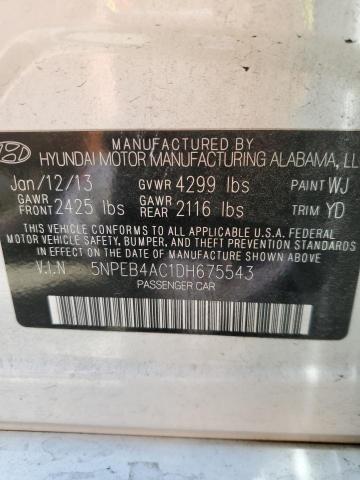 MANUFACTURED BY
HYUNDAI MOTOR MANUFACTURING ALABAMA, LL
Jan/12/13 GVWR 4299 lbs PAINT WJ
GAWR FRONT 2425 lbs GAWR REAR 2116 lbs TRIM YD
THIS VEHICLE CONFORMS TO ALL APPLICABLE U.S.A. FEDERAL
MOTOR VEHICLE SAFETY, BUMPER, AND THEFT PREVENTION
STANDARDS IN EFFECT ON THE DATE OF MANUFACTURE SHOWN ABOVE.
V.I.N 5NPEB4AC1DH675543
PASSENGER CAR